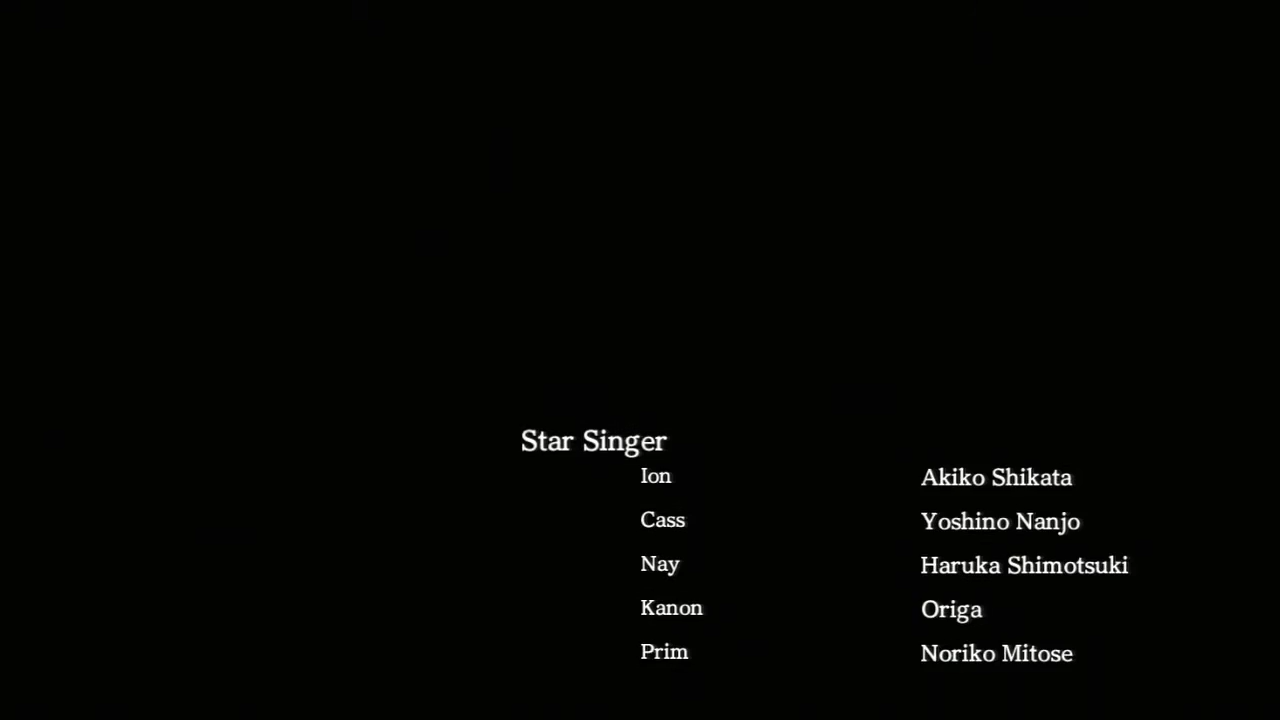 Star Singer
Ion Akiko Shikata
Cass Yoshino Nanjo
Nay Haruka Shimotsuki
Kanon Origa
Prim Noriko Mitose